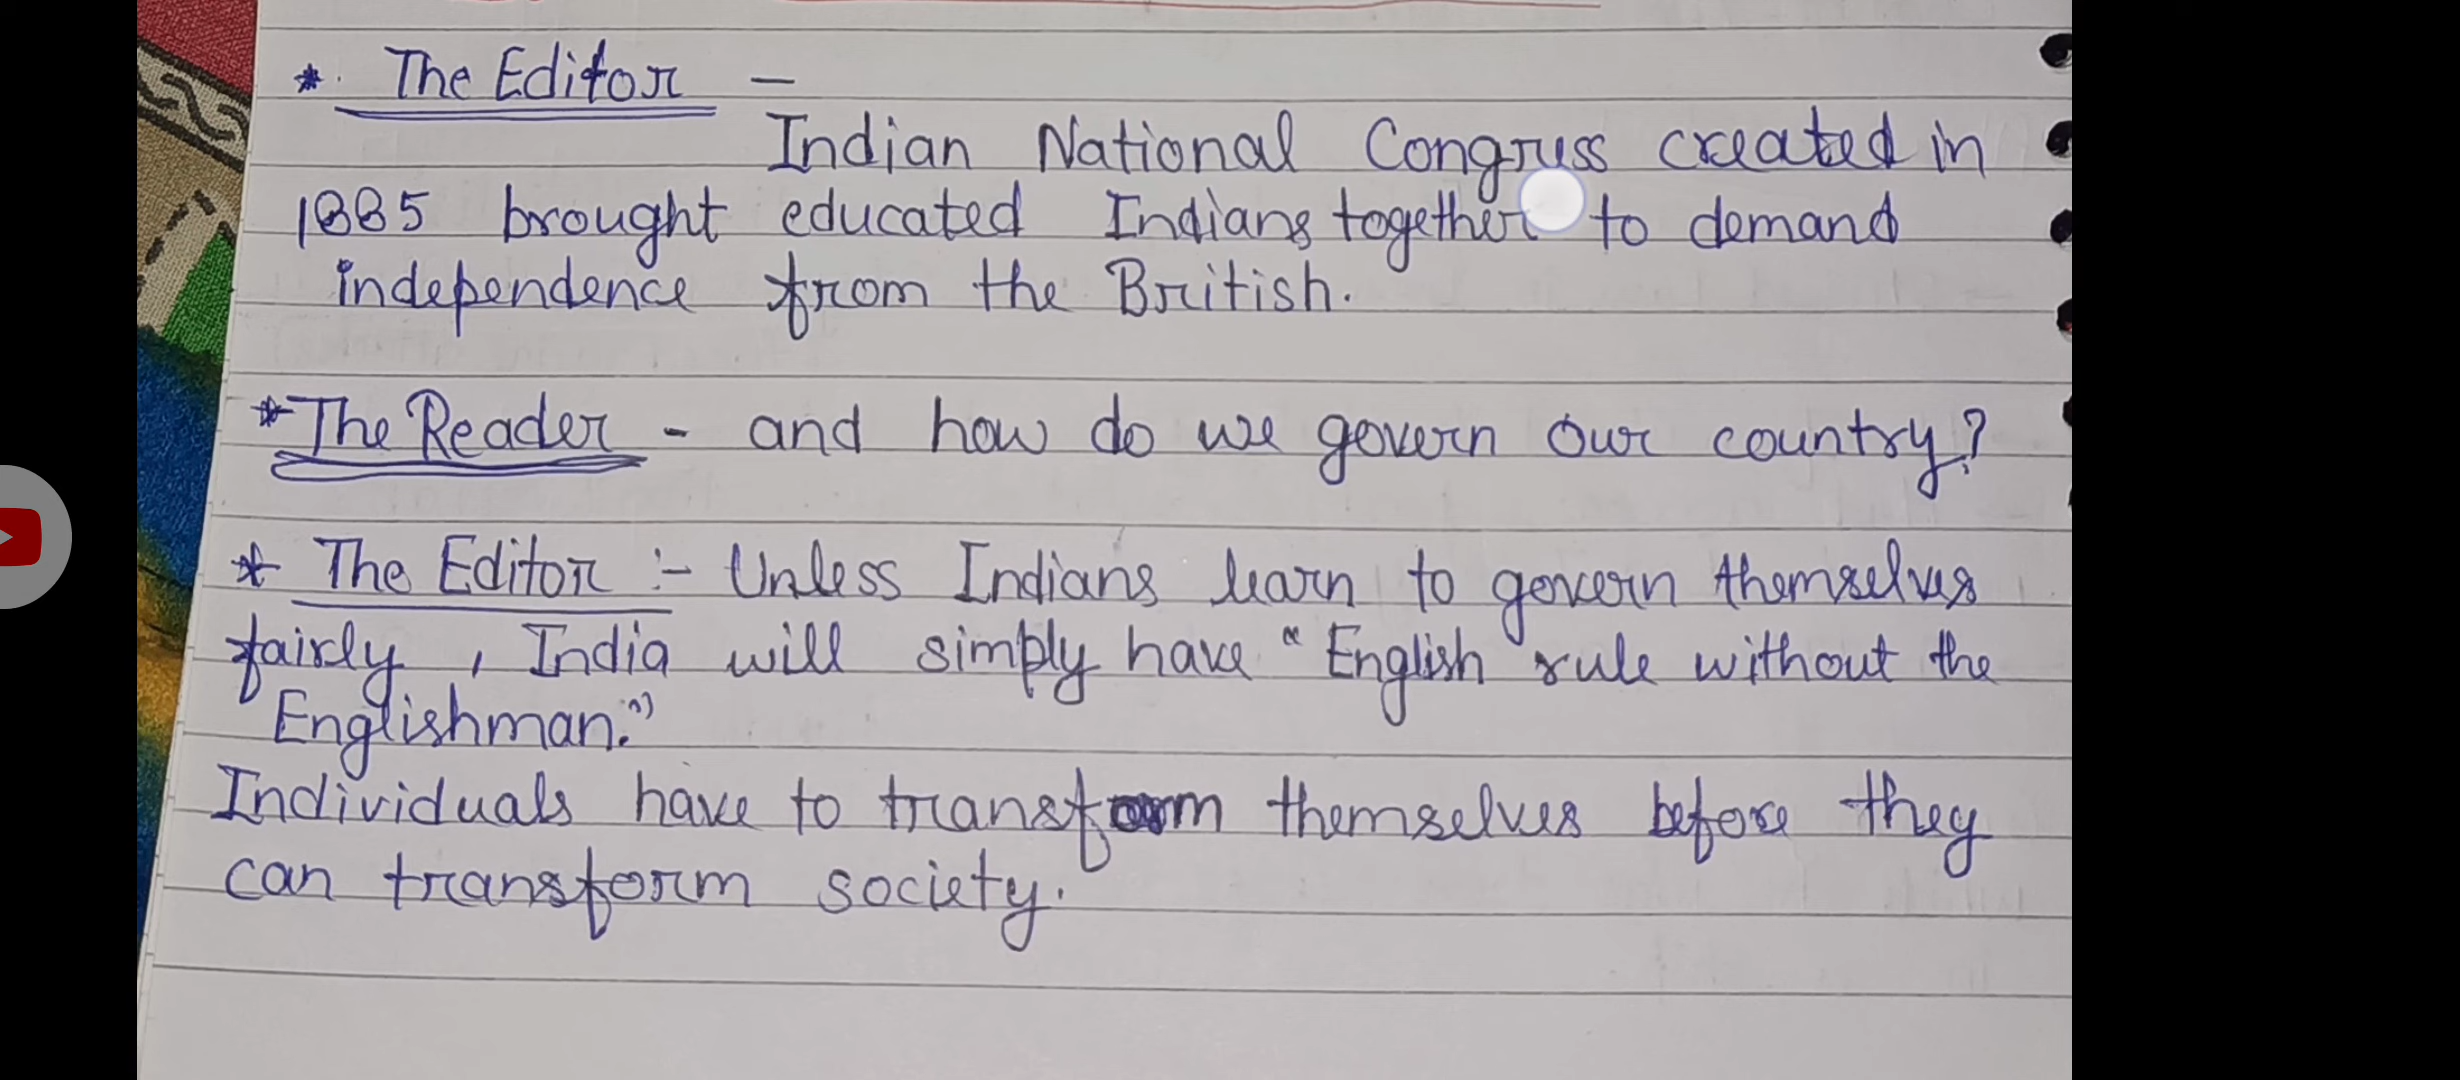 * The Editor -
Indian National Congress created in
1885 brought educated Indians together to demand
independence from the British.
* The Reader - and how do we govern our country?
* The Editor :- Unless Indians learn to govern themselves
fairly, India will simply have "English rule without the
Englishman."
Individuals have to transform themselves before they
can transform society.